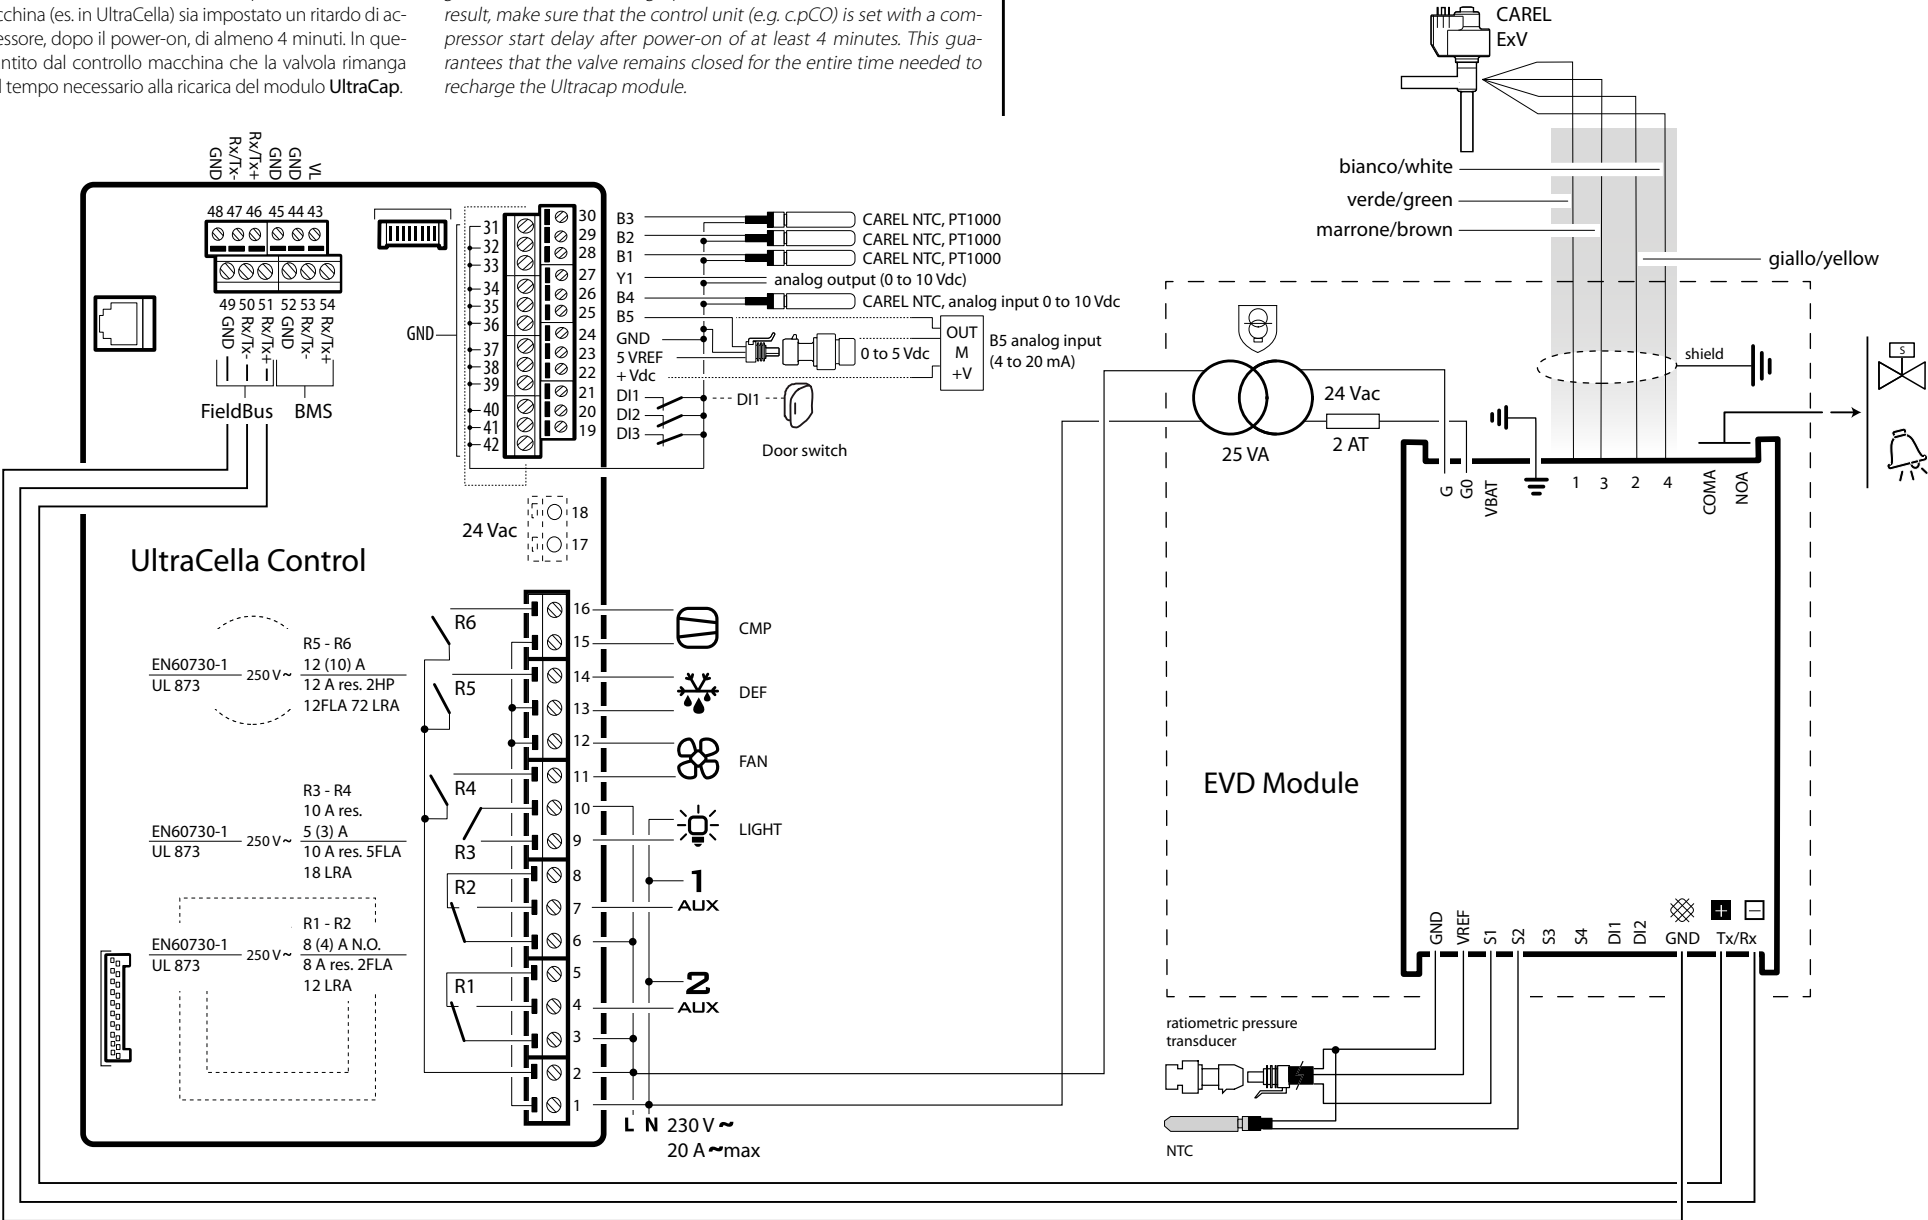 cchina (es. in UltraCella) sia impostato un ritardo di ac-
essore, dopo il power-on, di almeno 4 minuti. In que-
ntito dal controllo macchina che la valvola rimanga
l tempo necessario alla ricarica del modulo UltraCap.
result, make sure that the control unit (e.g. c.pCO) is set with a com-
pressor start delay after power-on of at least 4 minutes. This gua-
rantees that the valve remains closed for the entire time needed to
recharge the Ultracap module.
CAREL
ExV
bianco/white
verde/green
marrone/brown
giallo/yellow
shield
GND Rx/Tx- Rx/Tx+ GND GND VL
48 47 46 45 44 43
49 50 51 52 53 54
GND Rx/Tx- Rx/Tx+ GND Rx/Tx- Rx/Tx+
FieldBus BMS
GND
31
32
33
34
35
36
37
38
39
40
41
42
30 B3 CAREL NTC, PT1000
29 B2 CAREL NTC, PT1000
28 B1 CAREL NTC, PT1000
27 Y1 analog output (0 to 10 Vdc)
26 B4 CAREL NTC, analog input 0 to 10 Vdc
25 B5
24 GND
23 5 VREF 0 to 5 Vdc
22 + Vdc
21 DI1
20 DI2
19 DI3
OUT
M
+V
B5 analog input
(4 to 20 mA)
DI1
Door switch
24 Vac
18
17
UltraCella Control
EN60730-1
UL 873
250 V~
R5 - R6
12 (10) A
12 A res. 2HP
12FLA 72 LRA
EN60730-1
UL 873
250 V~
R3 - R4
10 A res.
5 (3) A
10 A res. 5FLA
18 LRA
EN60730-1
UL 873
250 V~
R1 - R2
8 (4) A N.O.
8 A res. 2FLA
12 LRA
R6
R5
R4
R3
R2
R1
16
15
14
13
12
11
10
9
8
7
6
5
4
3
2
1
CMP
DEF
FAN
LIGHT
1
AUX
2
AUX
L N 230 V ~
20 A ~max
25 VA
24 Vac
2 AT
S
G G0 VBAT 1 3 2 4 COMA NOA
EVD Module
GND VREF S1 S2 S3 S4 DI1 DI2 GND Tx/Rx
+ −
ratiometric pressure
transducer
NTC